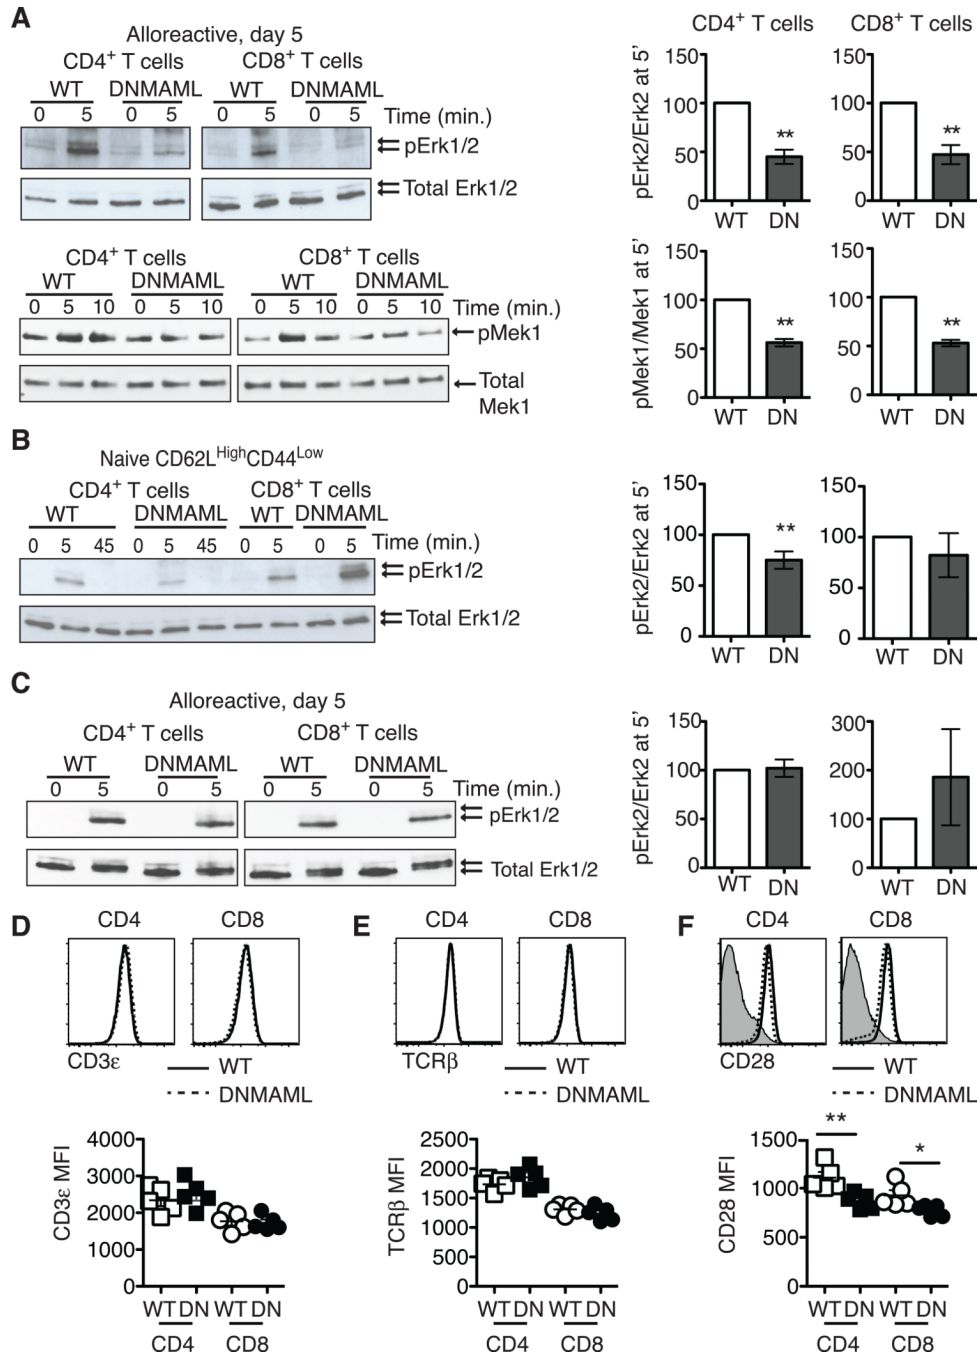 A
Alloreactive, day 5
CD4+ T cells CD8+ T cells
WT DNMAML WT DNMAML
0 5 0 5 0 5 0 5 Time (min.)
pErk1/2
Total Erk1/2
CD4+ T cells CD8+ T cells
WT DNMAML WT DNMAML
0 5 10 0 5 10 0 5 10 0 5 10 Time (min.)
pMek1
Total
Mek1
CD4+ T cells CD8+ T cells
pErk2/Erk2 at 5’
150
100
50
0
**
WT DN
150
100
50
0
**
WT DN
pMek1/Mek1 at 5’
150
100
50
0
**
WT DN
150
100
50
0
**
WT DN
B
Naive CD62LHighCD44Low
CD4+ T cells CD8+ T cells
WT DNMAML WT DNMAML
0 5 45 0 5 45 0 5 0 5 Time (min.)
pErk1/2
Total Erk1/2
pErk2/Erk2 at 5’
150
100
50
0
**
WT DN
150
100
50
0
WT DN
C
Alloreactive, day 5
CD4+ T cells CD8+ T cells
WT DNMAML WT DNMAML
0 5 0 5 0 5 0 5 Time (min.)
pErk1/2
Total Erk1/2
pErk2/Erk2 at 5’
150
100
50
0
WT DN
300
200
100
0
WT DN
D
CD4 CD8
CD3ε
WT
DNMAML
CD3ε MFI
4000
3000
2000
1000
0
WT DN WT DN
CD4 CD8
E
CD4 CD8
TCRβ
WT
DNMAML
TCRβ MFI
2500
2000
1500
1000
500
0
WT DN WT DN
CD4 CD8
F
CD4 CD8
CD28
WT
DNMAML
CD28 MFI
1500
1000
500
0
**
*
WT DN WT DN
CD4 CD8